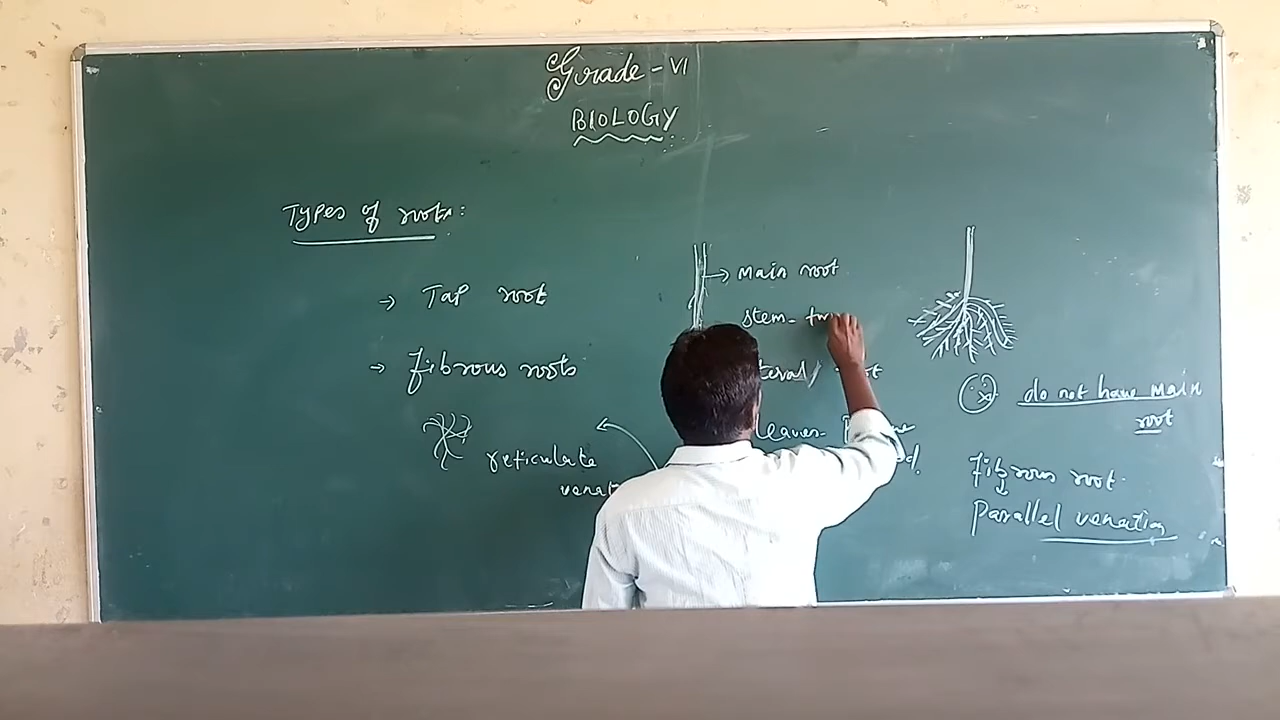 Grade - VI
BIOLOGY
Types of roots:
→ Tap root
→ fibrous roots
reticulate
Main root
stem-
root
leaves-
do not have main
root
Fibrous root.
Parallel venation